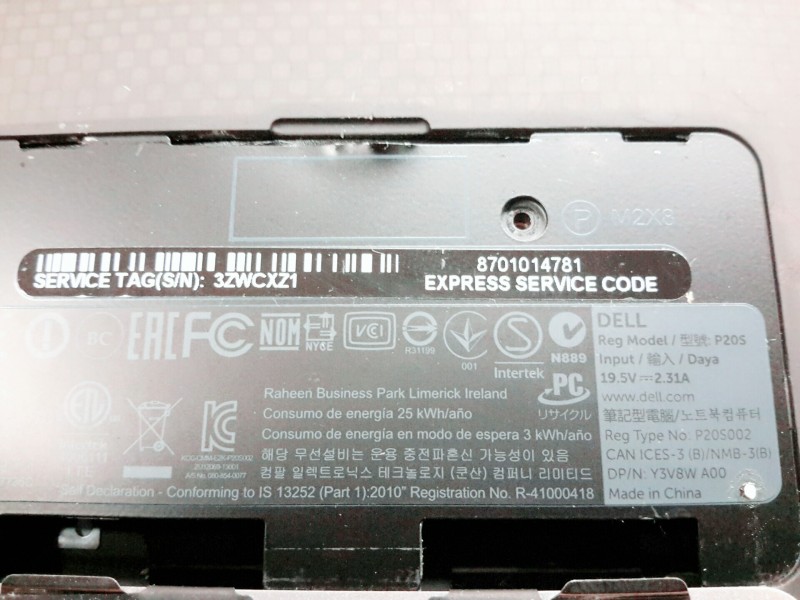 M2X3
SERVICE TAG(S/N): 3ZWCXZ1
8701014781
EXPRESS SERVICE CODE
EAC FC NOM
NYCE
VCI
R31199
001
Intertek
N889
PC
リサイクル
Raheen Business Park Limerick Ireland
Consumo de energía 25 kWh/año
Consumo de energía en modo de espera 3 kWh/año
해당 무선설비는 운용 중전파혼신 가능성이 있음
컴팔 일렉트로닉스 테크놀로지 (쿤산) 컴퍼니 리미티드
Self Declaration - Conforming to IS 13252 (Part 1):2010" Registration No. R-41000418
DELL
Reg Model / 型號: P20S
Input / 輸入 / Daya
19.5V⎓2.31A
www.dell.com
筆記型電腦/노트북컴퓨터
Reg Type No: P20S002
CAN ICES-3 (B)/NMB-3(B)
DP/N: Y3V8W A00
Made in China